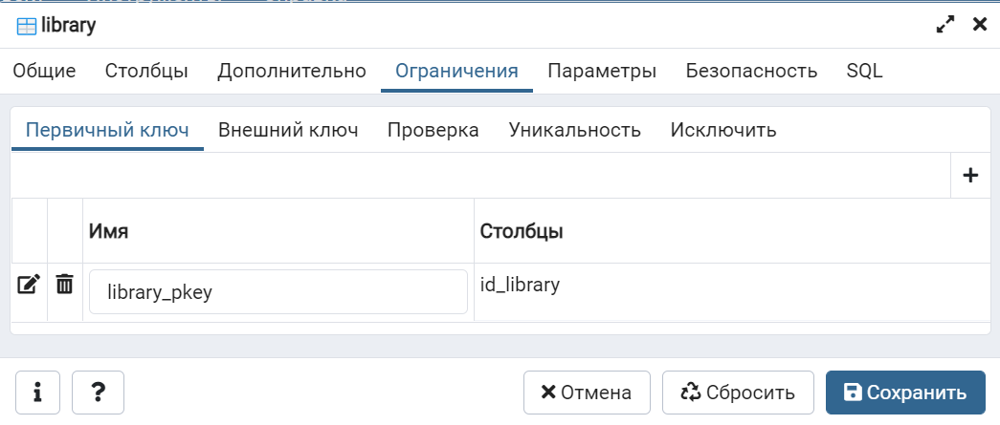 library
Общие Столбцы Дополнительно Ограничения Параметры Безопасность SQL
Первичный ключ Внешний ключ Проверка Уникальность Исключить
+
Имя Столбцы
library_pkey id_library
i ? Отмена Сбросить Сохранить